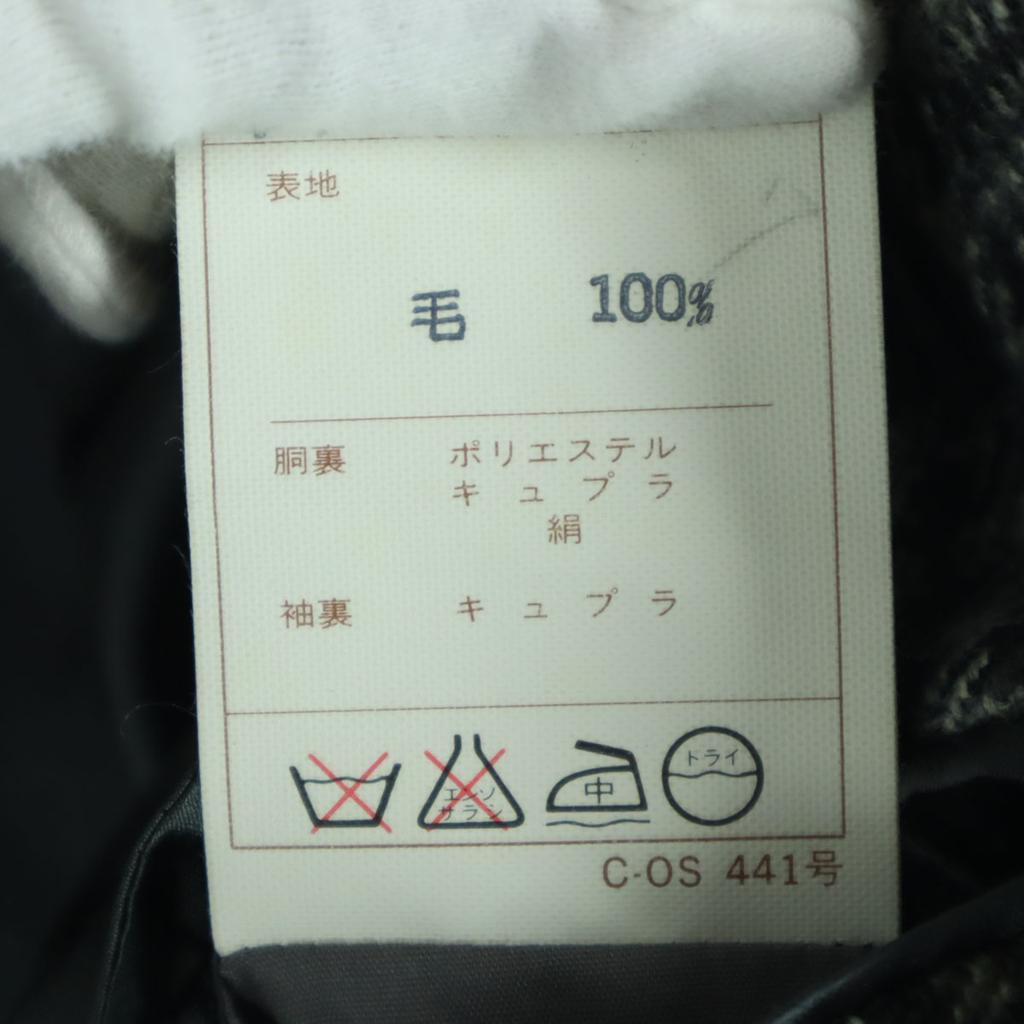 表地
毛 100%
胴裏 ポリエステル
キュプラ
絹
袖裏 キュプラ
エンソ
サラシ
中
ドライ
C-OS 441号